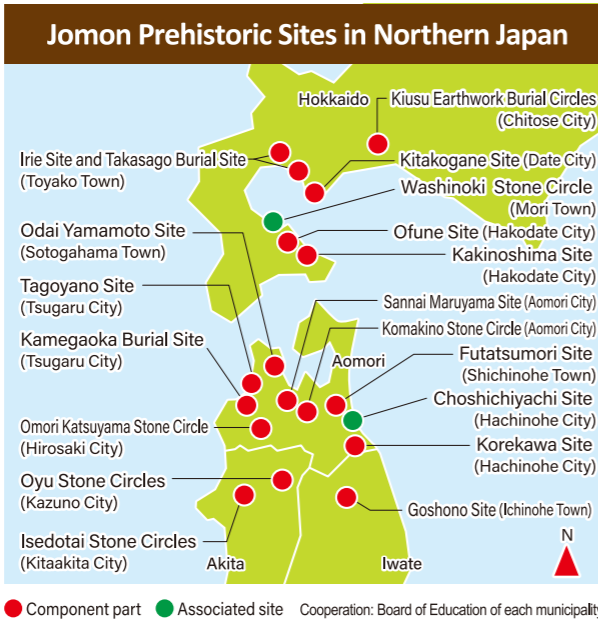 Jomon Prehistoric Sites in Northern Japan
Hokkaido
Kiusu Earthwork Burial Circles
(Chitose City)
Irie Site and Takasago Burial Site
(Toyako Town)
Kitakogane Site (Date City)
Washinoki Stone Circle
(Mori Town)
Odai Yamamoto Site
(Sotogahama Town)
Ofune Site (Hakodate City)
Kakinoshima Site
(Hakodate City)
Tagoyano Site
(Tsugaru City)
Sannai Maruyama Site (Aomori City)
Komakino Stone Circle (Aomori City)
Kamegaoka Burial Site
(Tsugaru City)
Aomori
Futatsumori Site
(Shichinohe Town)
Choshichiyachi Site
(Hachinohe City)
Omori Katsuyama Stone Circle
(Hirosaki City)
Korekawa Site
(Hachinohe City)
Oyu Stone Circles
(Kazuno City)
Goshono Site (Ichinohe Town)
Isedotai Stone Circles
(Kitaakita City)
Akita
Iwate
N
Component part
Associated site
Cooperation: Board of Education of each municipality